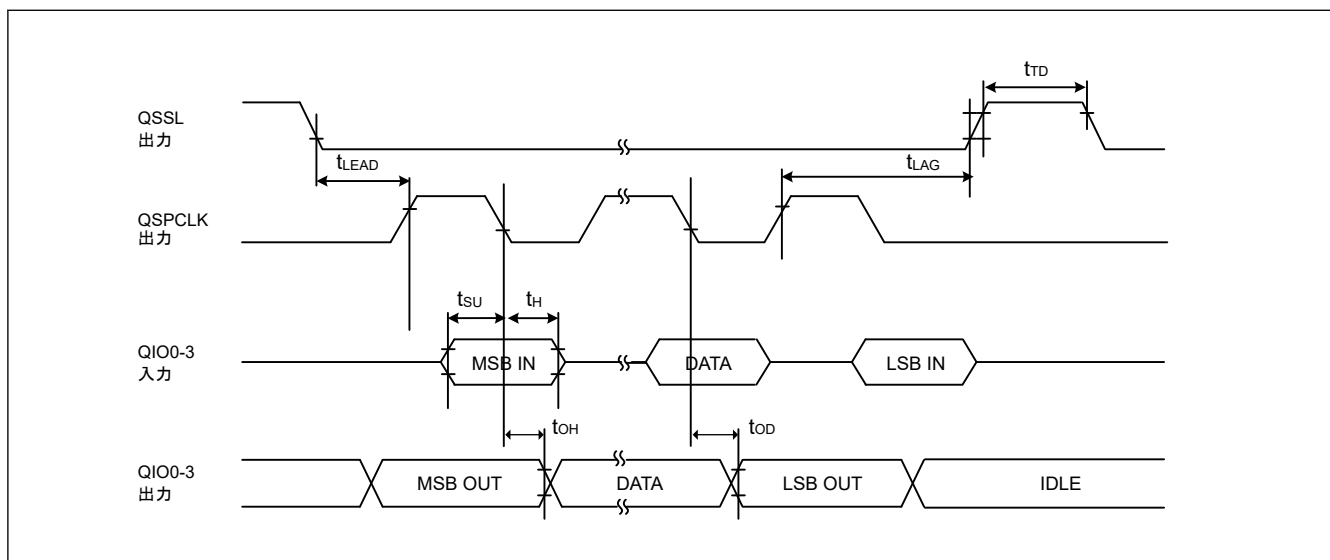 tTD
QSSL
出力
tLEAD
tLAG
QSPCLK
出力
tSU
tH
QIO0-3
入力
MSB IN
DATA
LSB IN
tOH
tOD
QIO0-3
出力
MSB OUT
DATA
LSB OUT
IDLE